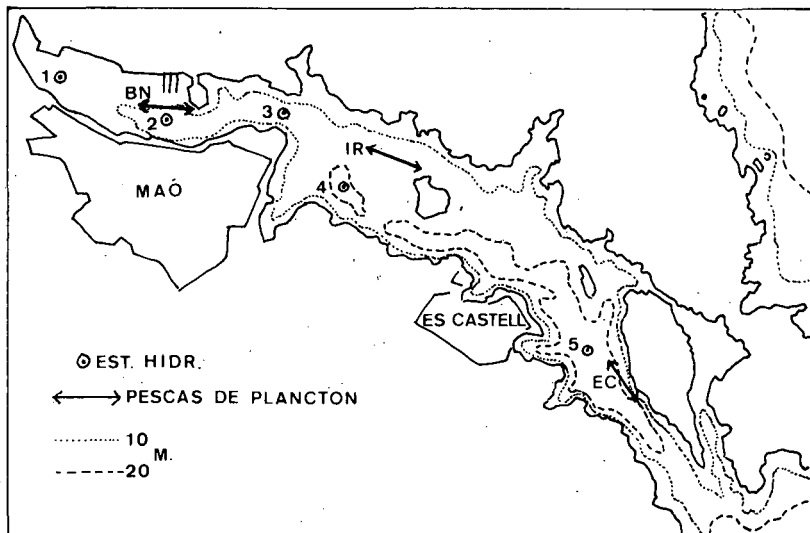 1
BN
2
3
IR
4
MAÓ
ES CASTELL
5
EC
EST. HIDR.
PESCAS DE PLANCTON
10
M.
20